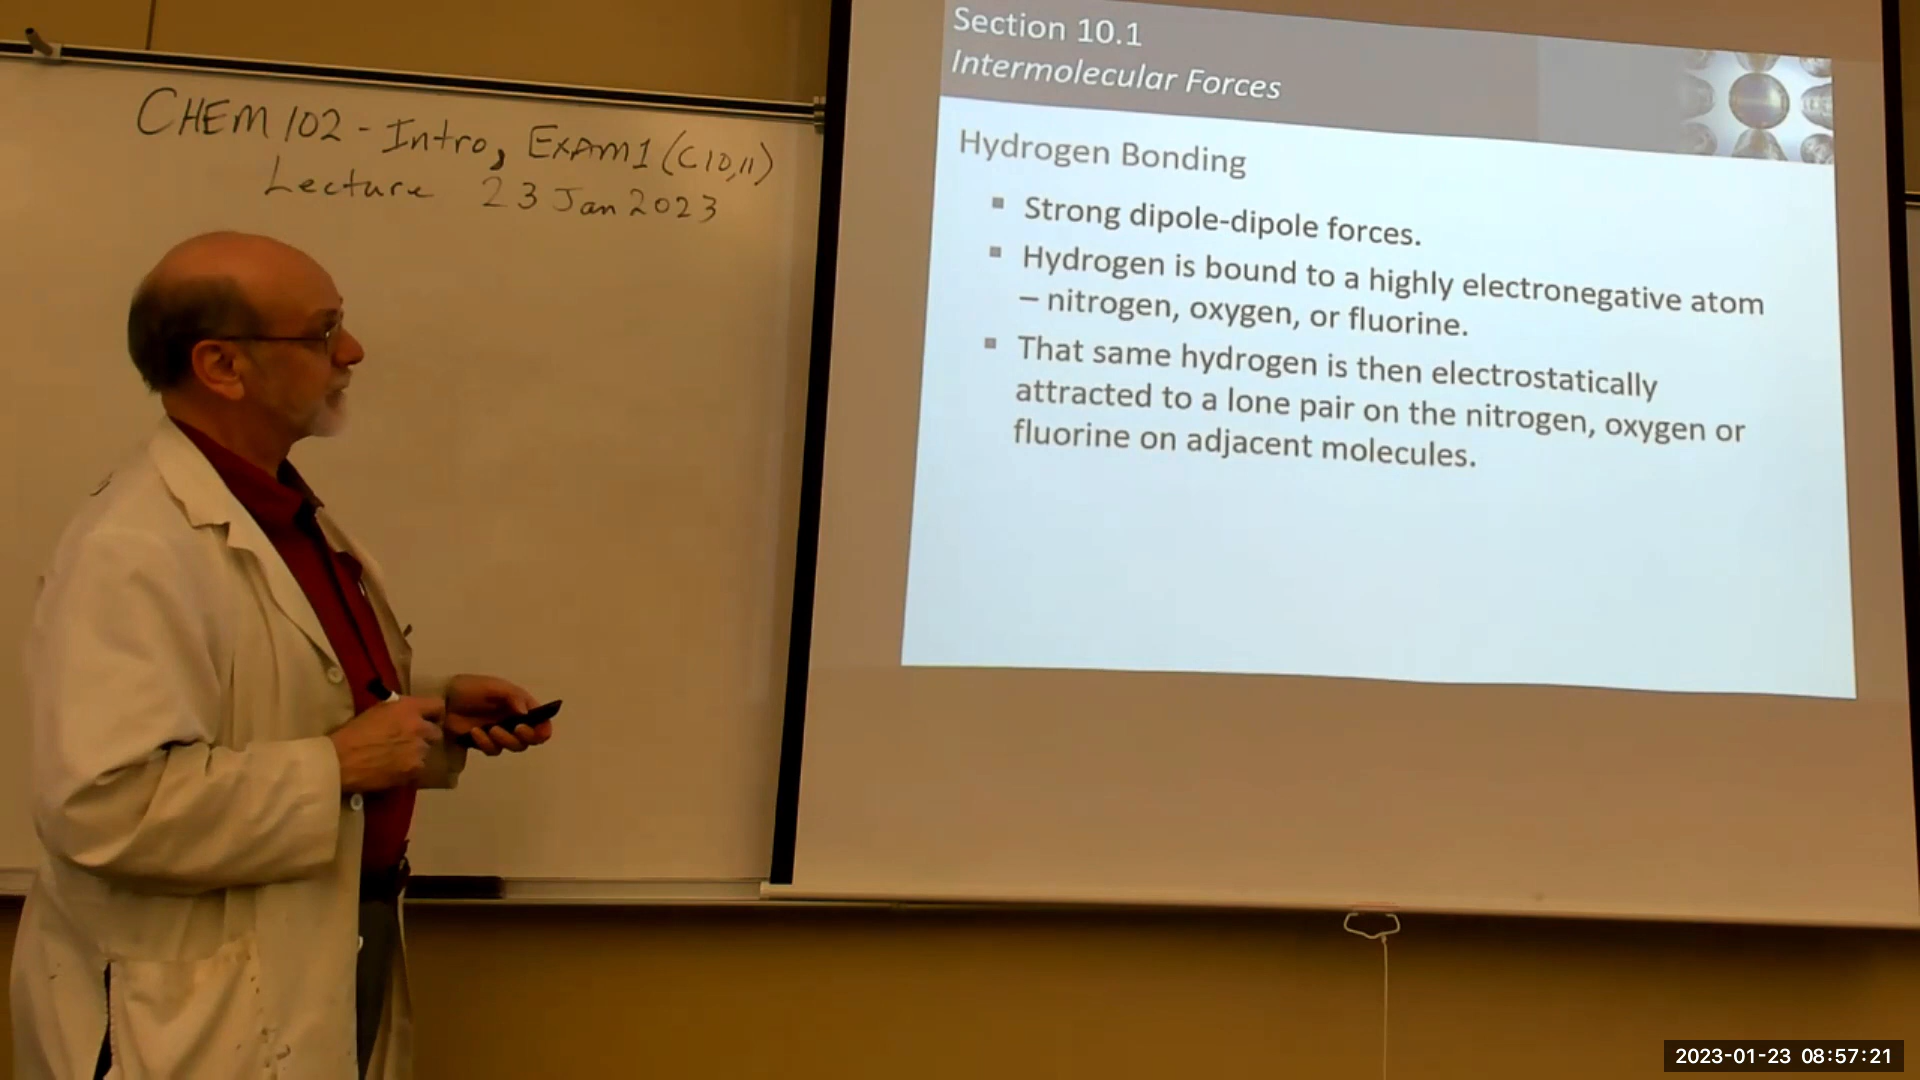 CHEM 102 - Intro, EXAM1 (C10,11)
Lecture 23 Jan 2023
Section 10.1
Intermolecular Forces
Hydrogen Bonding
▪ Strong dipole-dipole forces.
▪ Hydrogen is bound to a highly electronegative atom
– nitrogen, oxygen, or fluorine.
▪ That same hydrogen is then electrostatically
attracted to a lone pair on the nitrogen, oxygen or
fluorine on adjacent molecules.
2023-01-23 08:57:21